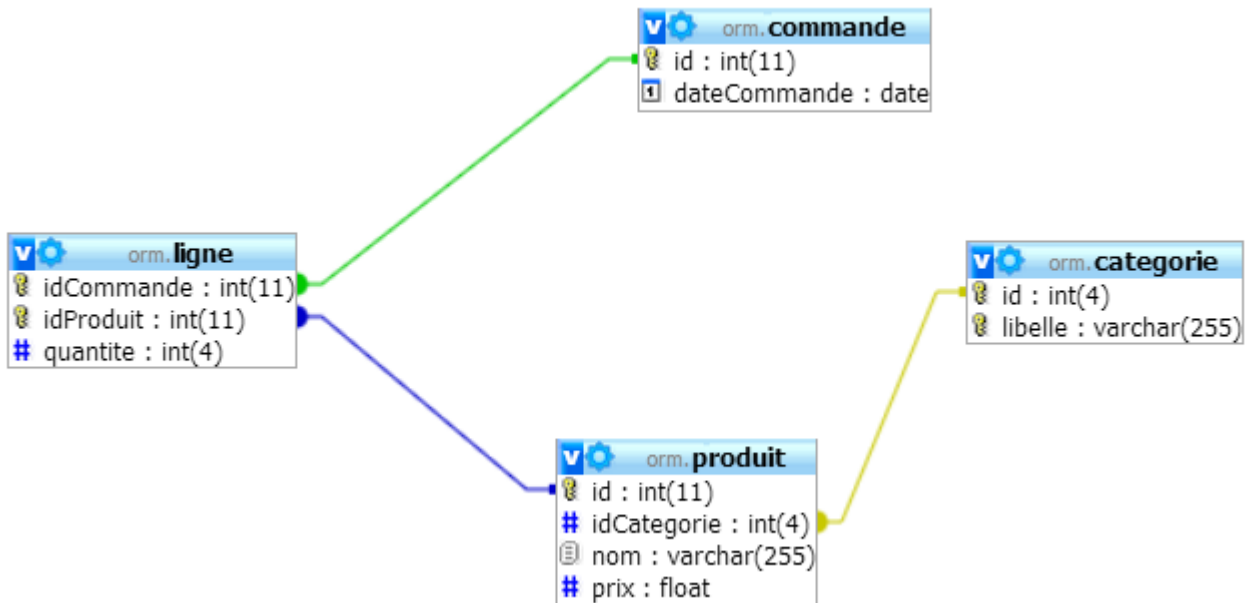 orm.commande
id : int(11)
dateCommande : date
orm.ligne
idCommande : int(11)
idProduit : int(11)
# quantite : int(4)
orm.categorie
id : int(4)
libelle : varchar(255)
orm.produit
id : int(11)
# idCategorie : int(4)
nom : varchar(255)
# prix : float